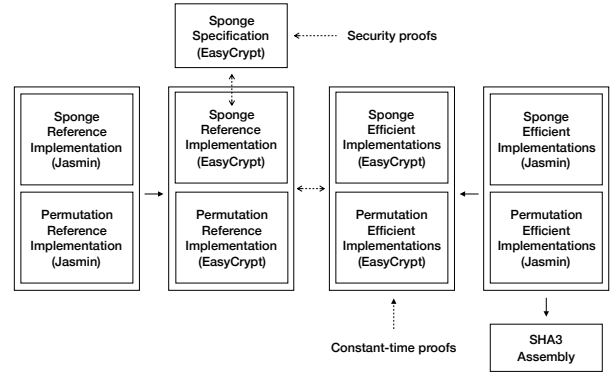 Sponge
Specification
(EasyCrypt)
Security proofs
Sponge
Reference
Implementation
(Jasmin)
Permutation
Reference
Implementation
(Jasmin)
Sponge
Reference
Implementation
(EasyCrypt)
Permutation
Reference
Implementation
(EasyCrypt)
Sponge
Efficient
Implementations
(EasyCrypt)
Permutation
Efficient
Implementations
(EasyCrypt)
Sponge
Efficient
Implementations
(Jasmin)
Permutation
Efficient
Implementations
(Jasmin)
Constant-time proofs
SHA3
Assembly